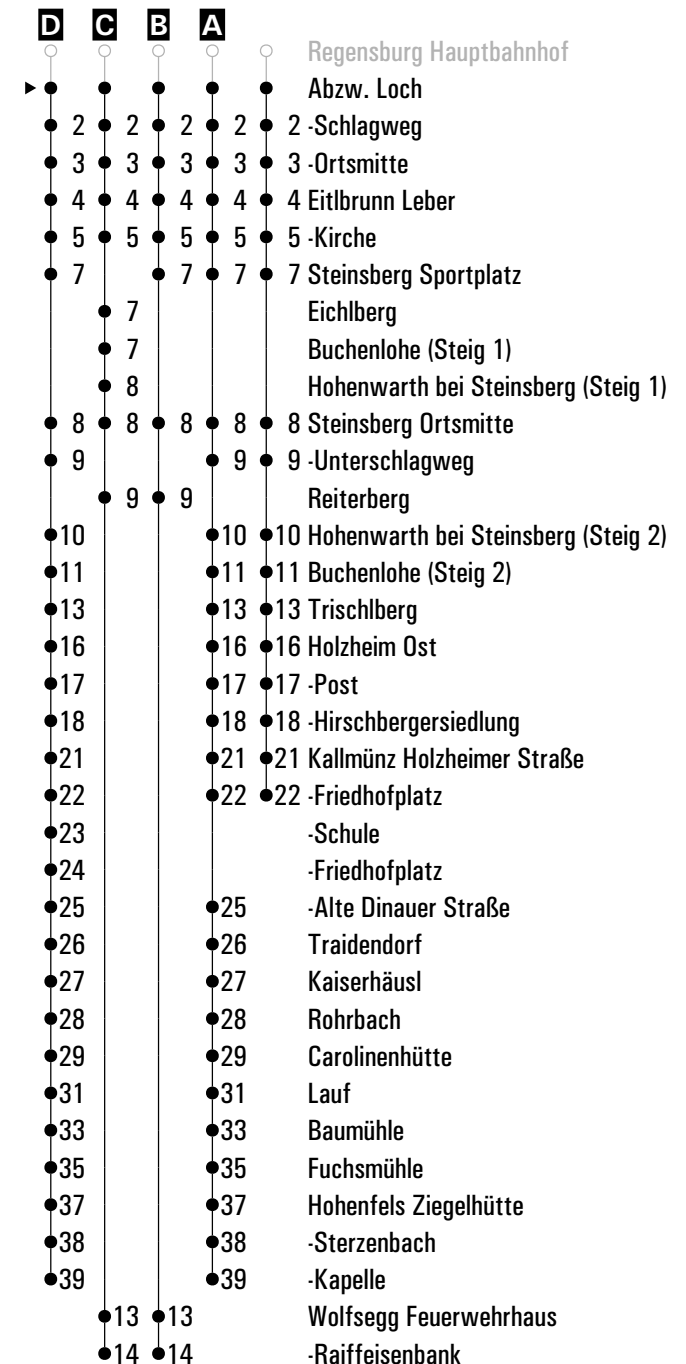 D C B A
Regensburg Hauptbahnhof
Abzw. Loch
2 2 2 2 2 -Schlagweg
3 3 3 3 3 -Ortsmitte
4 4 4 4 4 Eitlbrunn Leber
5 5 5 5 5 -Kirche
7 7 7 7 Steinsberg Sportplatz
7 Eichlberg
7 Buchenlohe (Steig 1)
8 Hohenwarth bei Steinsberg (Steig 1)
8 8 8 8 8 Steinsberg Ortsmitte
9 9 9 -Unterschlagweg
9 9 Reiterberg
10 10 10 Hohenwarth bei Steinsberg (Steig 2)
11 11 11 Buchenlohe (Steig 2)
13 13 13 Trischlberg
16 16 16 Holzheim Ost
17 17 17 -Post
18 18 18 -Hirschbergersiedlung
21 21 21 Kallmünz Holzheimer Straße
22 22 22 -Friedhofplatz
23 -Schule
24 -Friedhofplatz
25 25 -Alte Dinauer Straße
26 26 Traidendorf
27 27 Kaiserhäusl
28 28 Rohrbach
29 29 Carolinenhütte
31 31 Lauf
33 33 Baumühle
35 35 Fuchsmühle
37 37 Hohenfels Ziegelhütte
38 38 -Sterzenbach
39 39 -Kapelle
13 13 Wolfsegg Feuerwehrhaus
14 14 -Raiffeisenbank